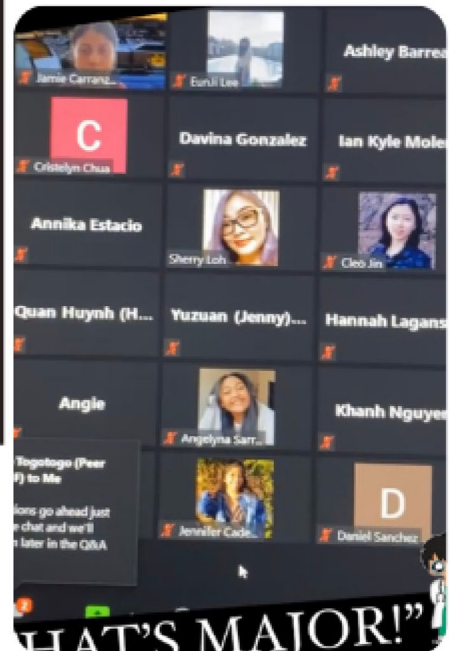 Jamie Carranz...
EunJi Lee
Ashley Barrea
C
Cristelyn Chua
Davina Gonzalez
Ian Kyle Mole
Annika Estacio
Sherry Loh
Cleo Jin
Quan Huynh (H...
Yuzuan (Jenny)...
Hannah Lagans
Angie
Angelyna Sarr...
Khanh Nguye
Togotogo (Peer
F) to Me
ions go ahead just
e chat and we'll
n later in the Q&A
Jennifer Cade...
D
Daniel Sanchez
2
HAT'S MAJOR!”